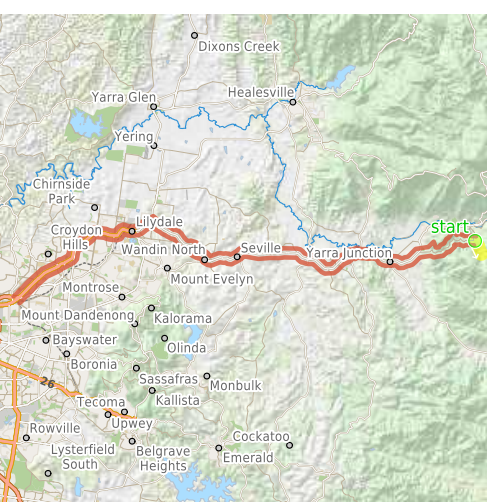 Dixons Creek
Yarra Glen
Healesville
Yering
Chirnside
Park
Lilydale
start
Croydon
Hills
Wandin North
Seville
Yarra Junction
Mount Evelyn
Montrose
Mount Dandenong
Kalorama
Bayswater
Olinda
Boronia
Sassafras
Monbulk
26
Kallista
Tecoma
Upwey
Rowville
Cockatoo
Lysterfield
South
Belgrave
Heights
Emerald